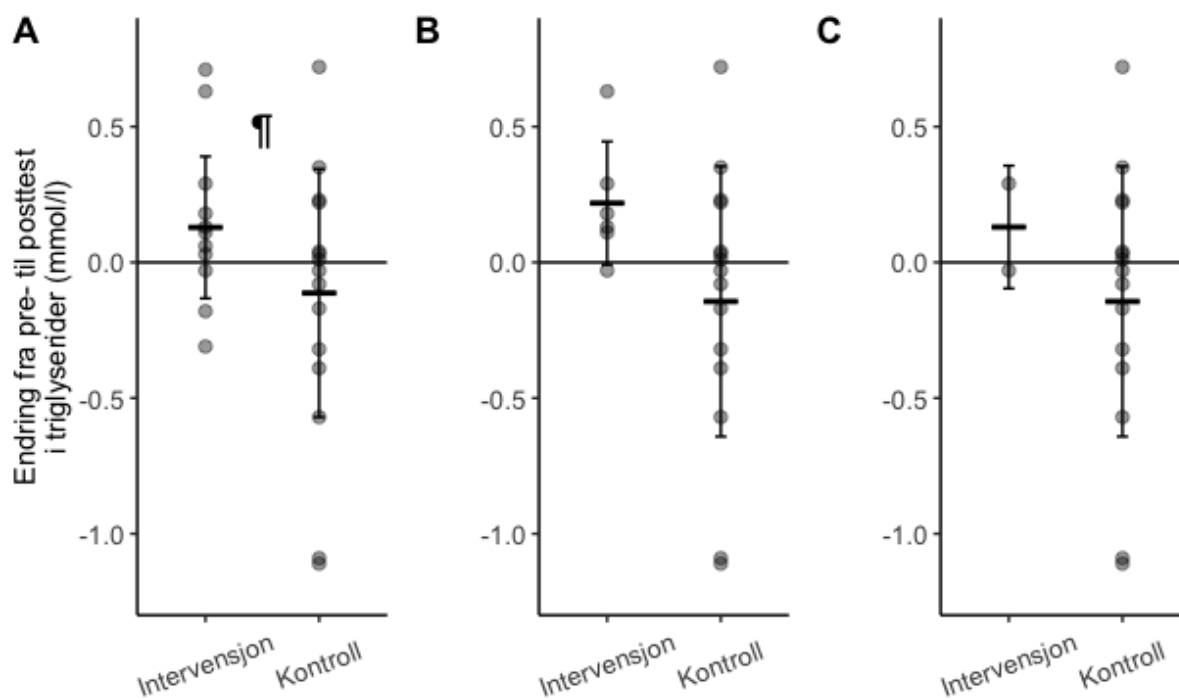 A
B
C
Endring fra pre- til posttest
i triglyserider (mmol/l)
0.5
0.0
-0.5
-1.0
¶
Intervensjon
Kontroll
0.5
0.0
-0.5
-1.0
Intervensjon
Kontroll
0.5
0.0
-0.5
-1.0
Intervensjon
Kontroll